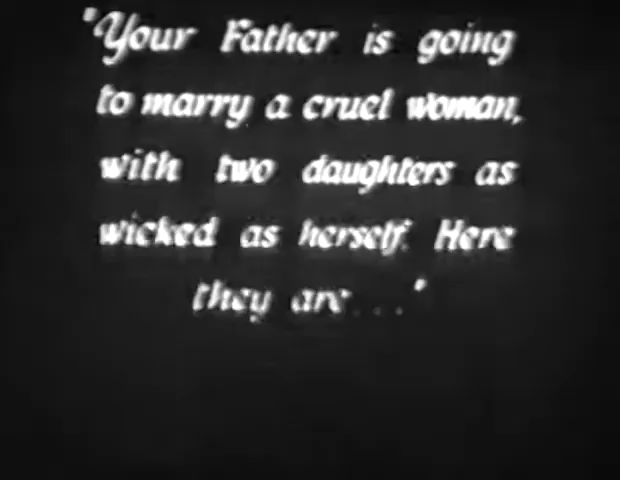 "Your Father is going
to marry a cruel woman,
with two daughters as
wicked as herself. Here
they are...."